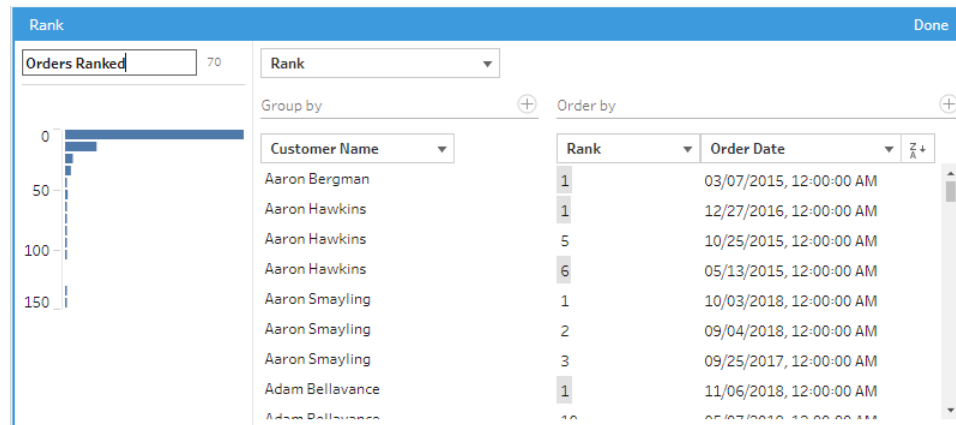 Rank Done
Orders Ranked 70 Rank
Group by Order by
Customer Name Rank Order Date Z A
0
50
100
150
Aaron Bergman 1 03/07/2015, 12:00:00 AM
Aaron Hawkins 1 12/27/2016, 12:00:00 AM
Aaron Hawkins 5 10/25/2015, 12:00:00 AM
Aaron Hawkins 6 05/13/2015, 12:00:00 AM
Aaron Smayling 1 10/03/2018, 12:00:00 AM
Aaron Smayling 2 09/04/2018, 12:00:00 AM
Aaron Smayling 3 09/25/2017, 12:00:00 AM
Adam Bellavance 1 11/06/2018, 12:00:00 AM
Adam Bellavance